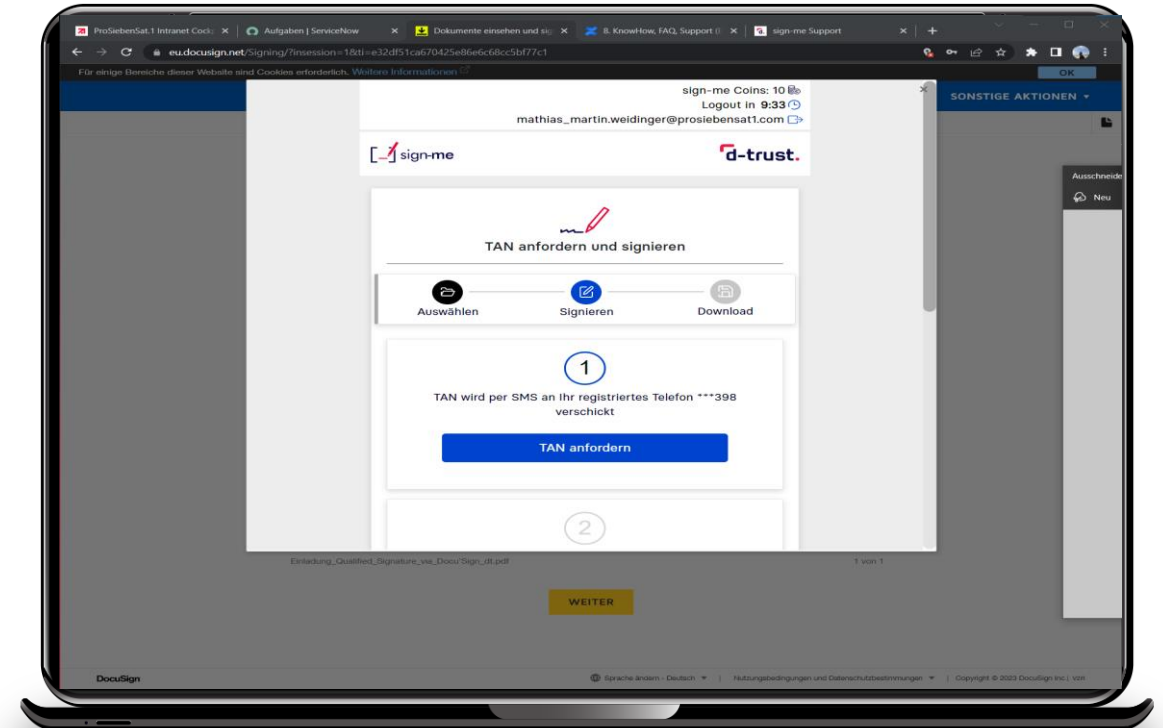 ProSiebenSat.1 Intranet Cock
Aufgaben | ServiceNow
Dokumente einsehen und sig
8. KnowHow, FAQ, Support (
sign-me Support
eu.docusign.net/Signing/?insession=1&ti=e32df51ca670425e86e6c68cc5bf77c1
Für einige Bereiche dieser Website sind Cookies erforderlich. Weitere Informationen
OK
SONSTIGE AKTIONEN
sign-me Coins: 10
Logout in 9:33
mathias_martin.weidinger@prosiebensat1.com
sign-me
d-trust.
Ausschneide
Neu
TAN anfordern und signieren
Auswählen
Signieren
Download
1
TAN wird per SMS an Ihr registriertes Telefon ***398
verschickt
TAN anfordern
2
Einladung_Qualified_Signature_via_Docu'Sign_dt.pdf
1 von 1
WEITER
DocuSign
Sprache ändern - Deutsch
Nutzungsbedingungen und Datenschutzbestimmungen
Copyright © 2023 DocuSign Inc.
V2R